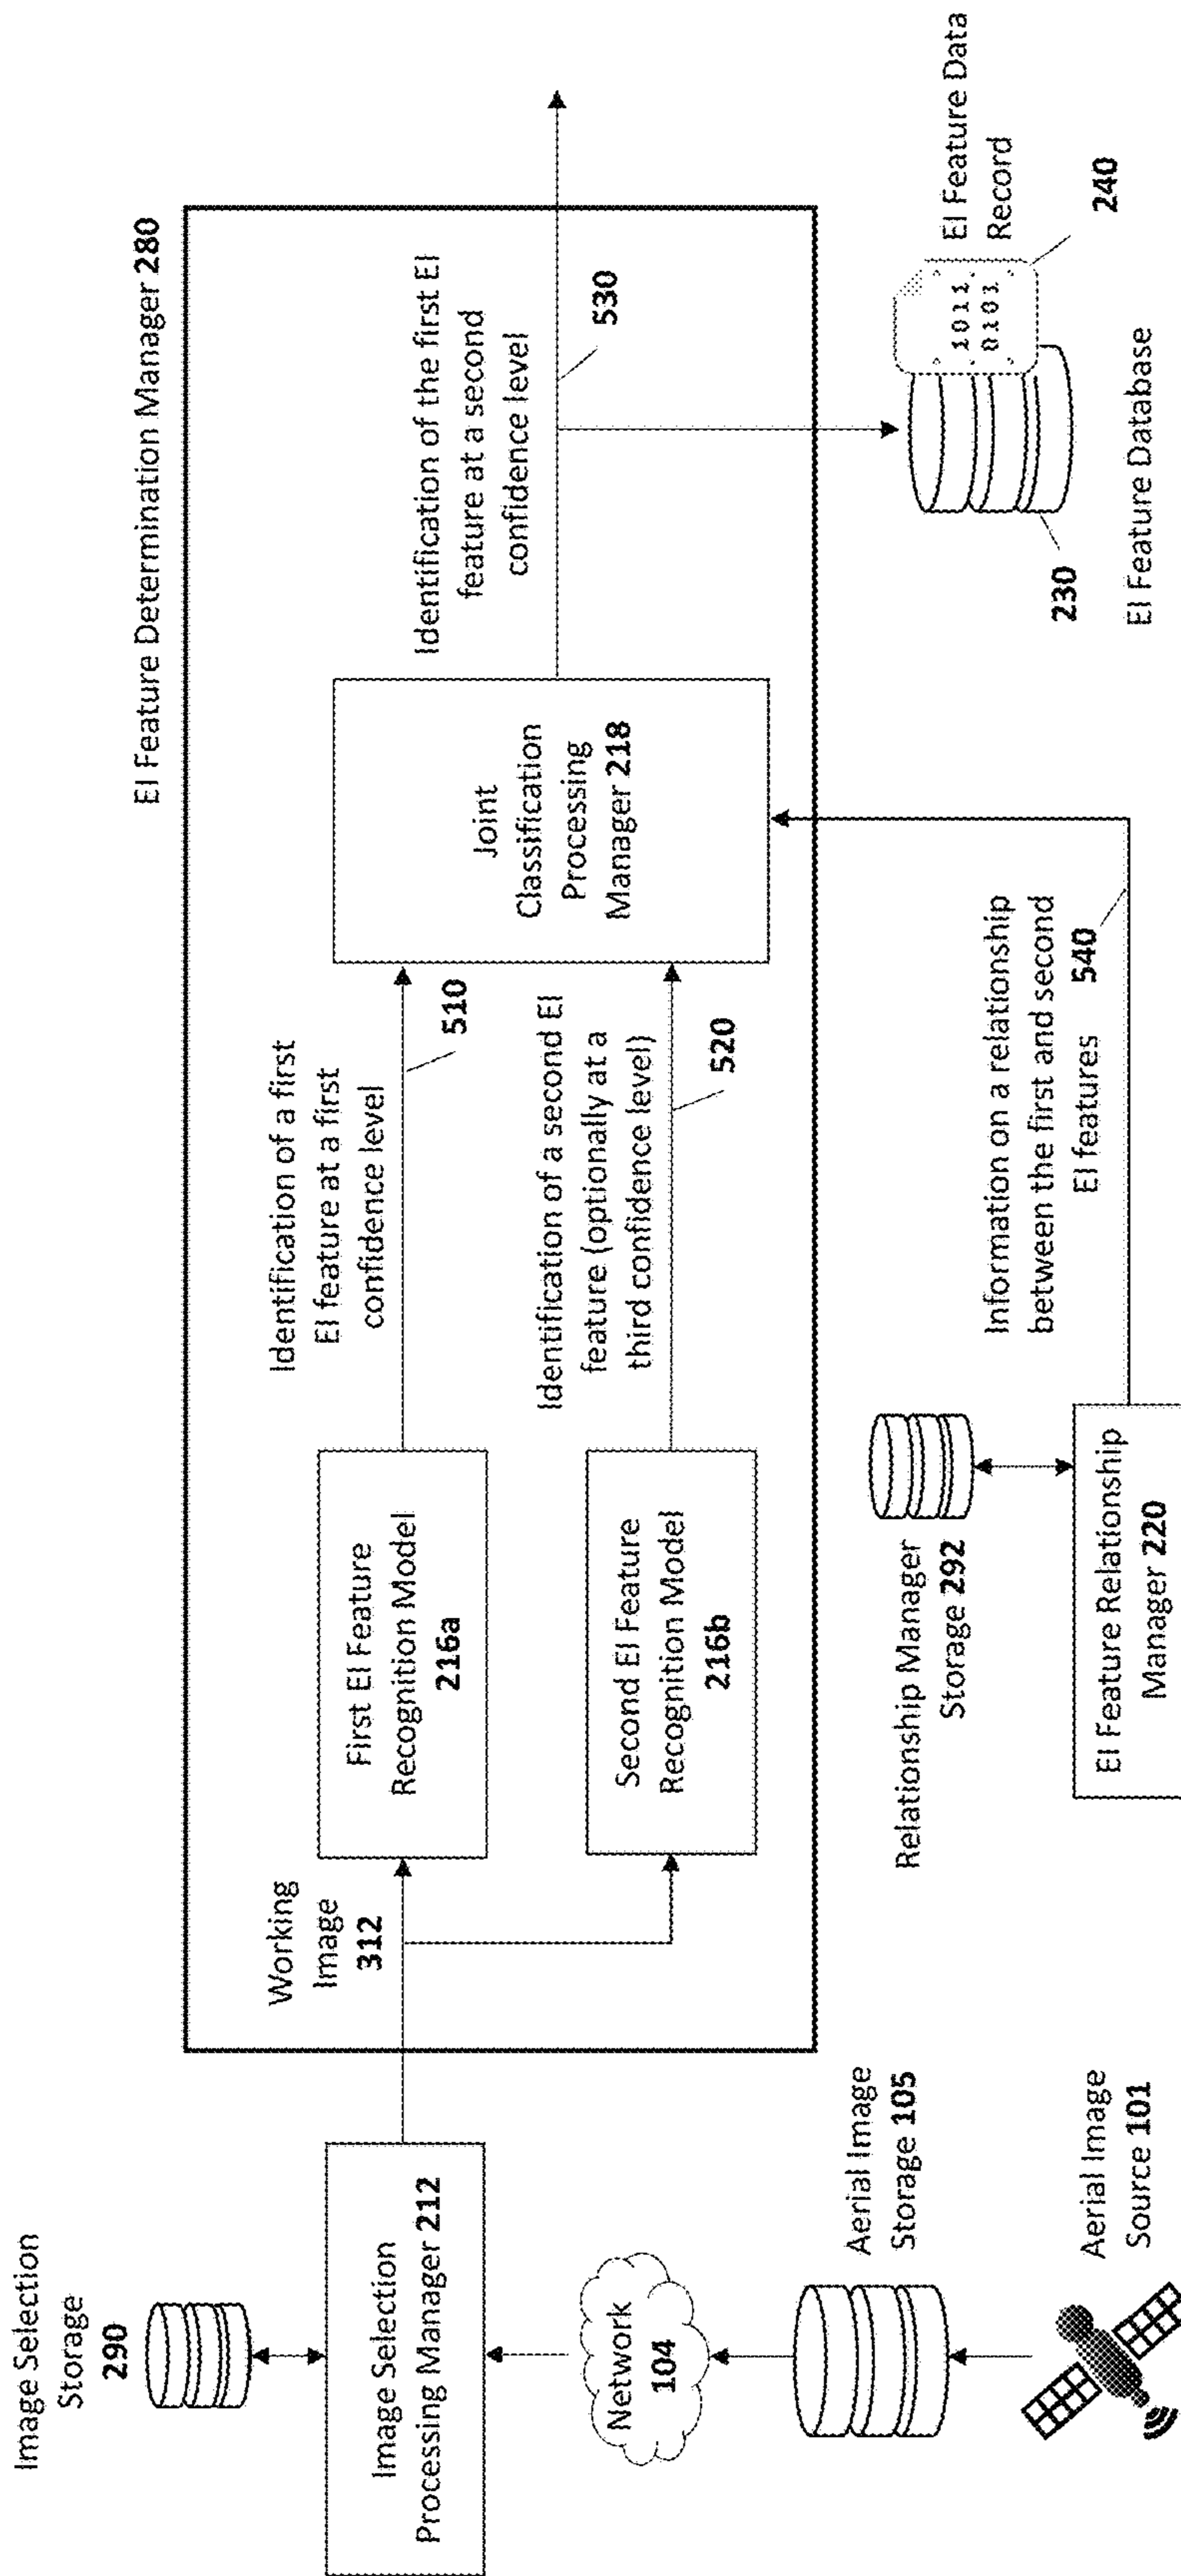 Image Selection
Storage
290
Image Selection
Processing Manager 212
Network
104
Aerial Image
Storage 105
Aerial Image
Source 101
EI Feature Determination Manager 280
Working
Image
312
First EI Feature
Recognition Model
216a
Second EI Feature
Recognition Model
216b
Identification of a first
EI feature at a first
confidence level
510
Identification of a second EI
feature (optionally at a
third confidence level)
520
Joint
Classification
Processing
Manager 218
Identification of the first EI
feature at a second
confidence level
530
Relationship Manager
Storage 292
EI Feature Relationship
Manager 220
Information on a relationship
between the first and second
EI features 540
EI Feature Data
Record
240
1011
0101
230
EI Feature Database